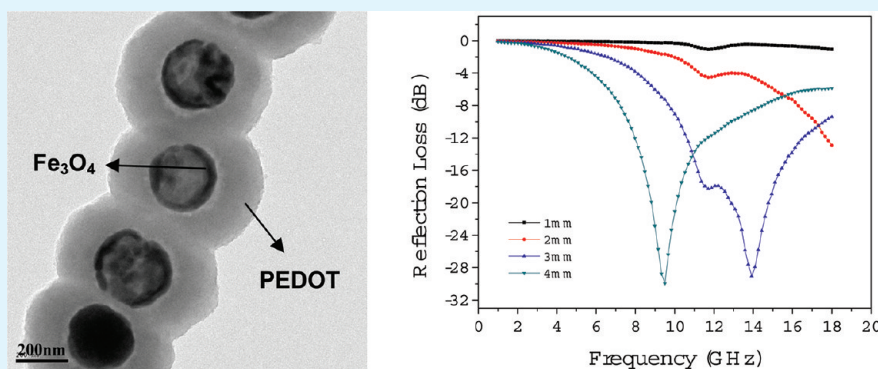 Fe₃O₄
PEDOT
200nm
Reflection Loss (dB)
0
-4
-8
-12
-16
-20
-24
-28
-32
1mm
2mm
3mm
4mm
0 2 4 6 8 10 12 14 16 18 20
Frequency (GHz)